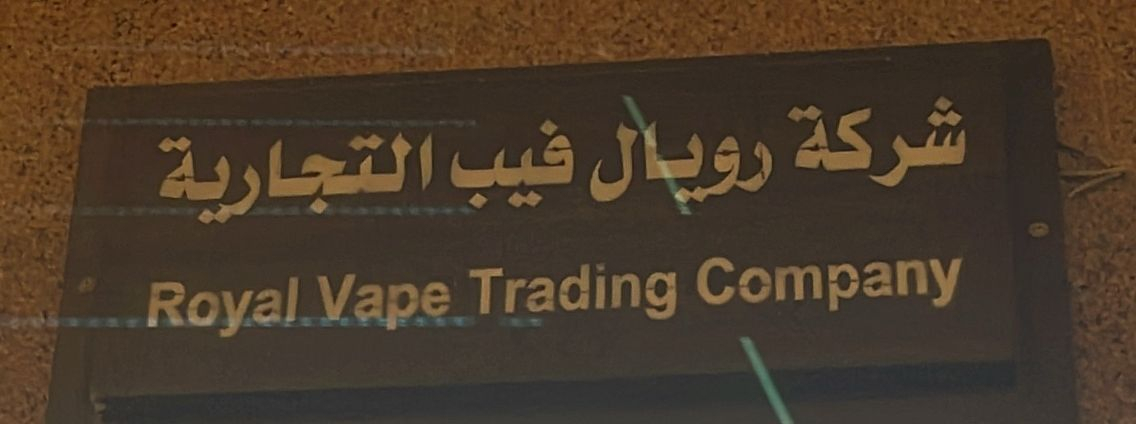 شركة رويال فيب التجارية
Royal Vape Trading Company